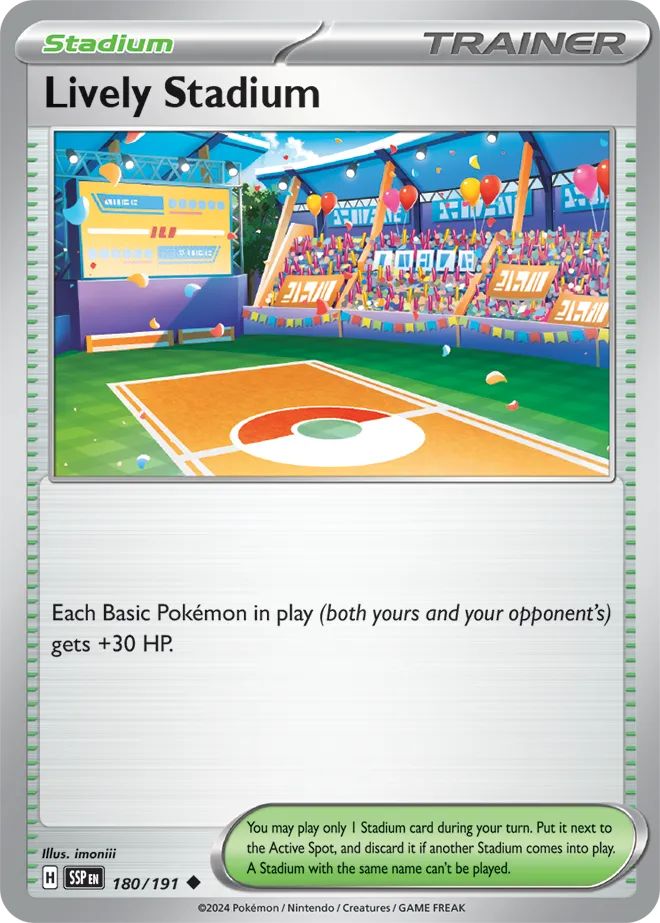 Stadium
TRAINER
Lively Stadium
Each Basic Pokémon in play (both yours and your opponent's)
gets +30 HP.
You may play only 1 Stadium card during your turn. Put it next to
the Active Spot, and discard it if another Stadium comes into play.
A Stadium with the same name can't be played.
Illus. imoniii
H SSP EN 180/191 ◆
©2024 Pokémon / Nintendo / Creatures / GAME FREAK